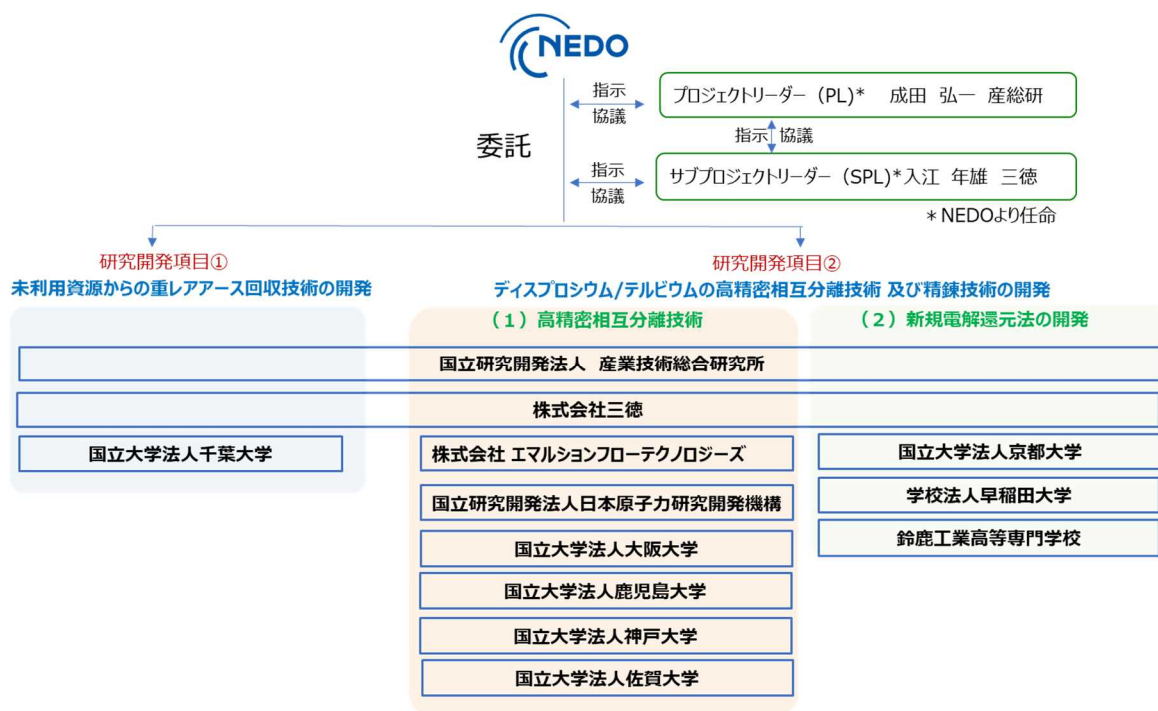 NEDO
指示
協議
プロジェクトリーダー（PL)* 成田 弘一 産総研
委託
指示 協議
指示
協議
サブプロジェクトリーダー（SPL)*入江 年雄 三徳
＊NEDOより任命
研究開発項目①
未利用資源からの重レアアース回収技術の開発
研究開発項目②
ディスプロシウム/テルビウムの高精密相互分離技術 及び精錬技術の開発
（１）高精密相互分離技術
（２）新規電解還元法の開発
国立研究開発法人 産業技術総合研究所
株式会社三徳
国立大学法人千葉大学
株式会社 エマルションフローテクノロジーズ
国立研究開発法人日本原子力研究開発機構
国立大学法人大阪大学
国立大学法人鹿児島大学
国立大学法人神戸大学
国立大学法人佐賀大学
国立大学法人京都大学
学校法人早稲田大学
鈴鹿工業高等専門学校